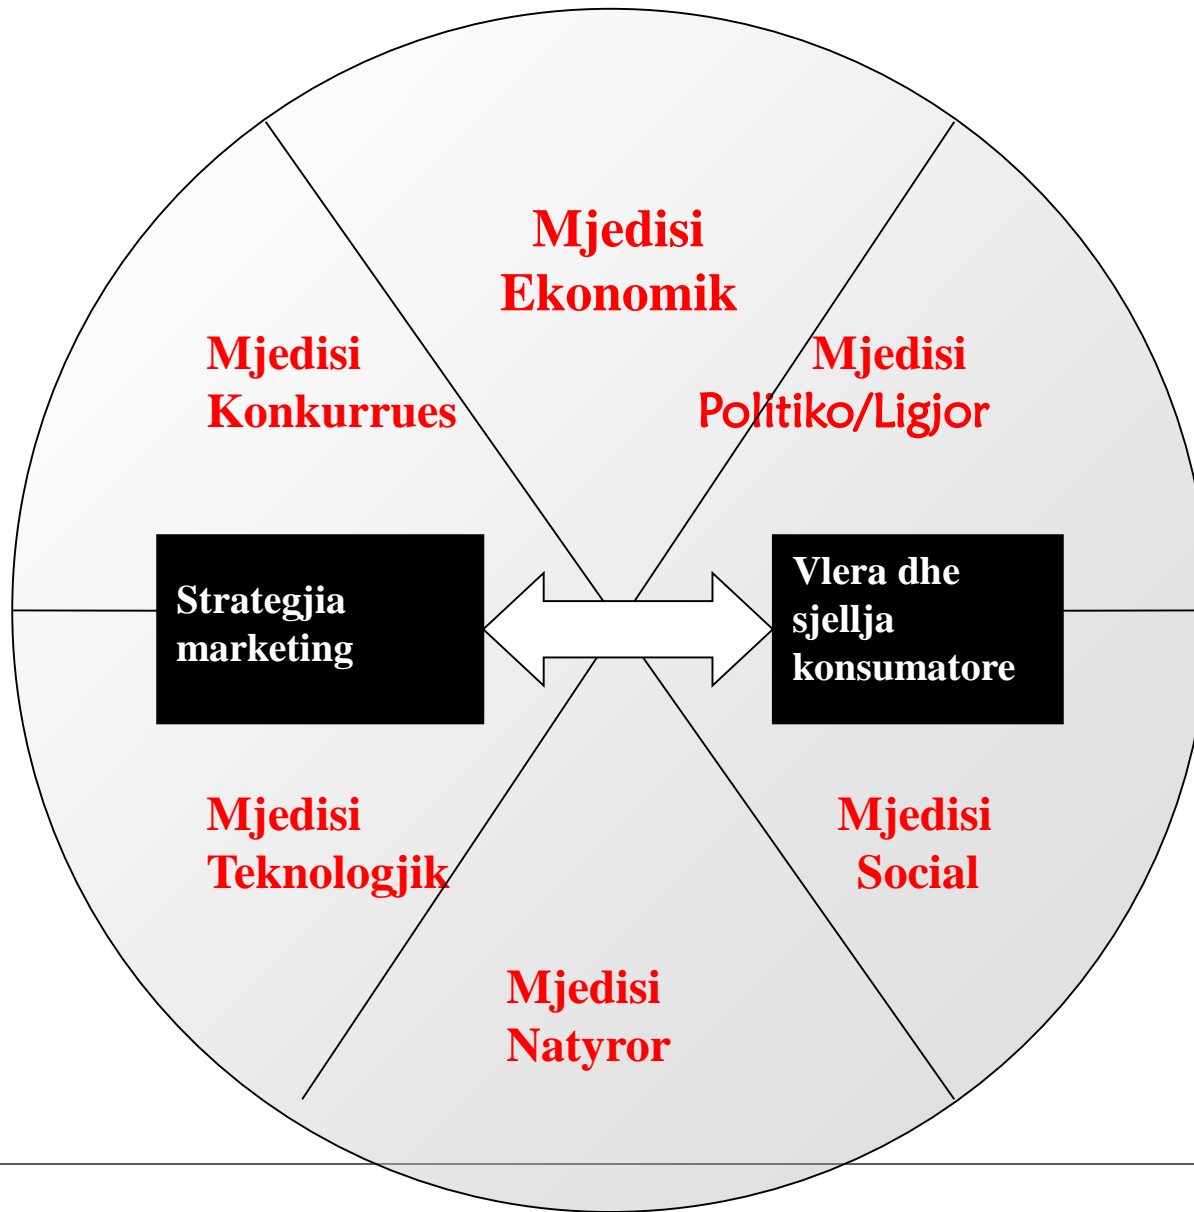 Mjedisi
Ekonomik
Mjedisi
Konkurrues
Mjedisi
Politiko/Ligjor
Strategjia
marketing
Vlera dhe
sjellja
konsumatore
Mjedisi
Teknologjik
Mjedisi
Social
Mjedisi
Natyror